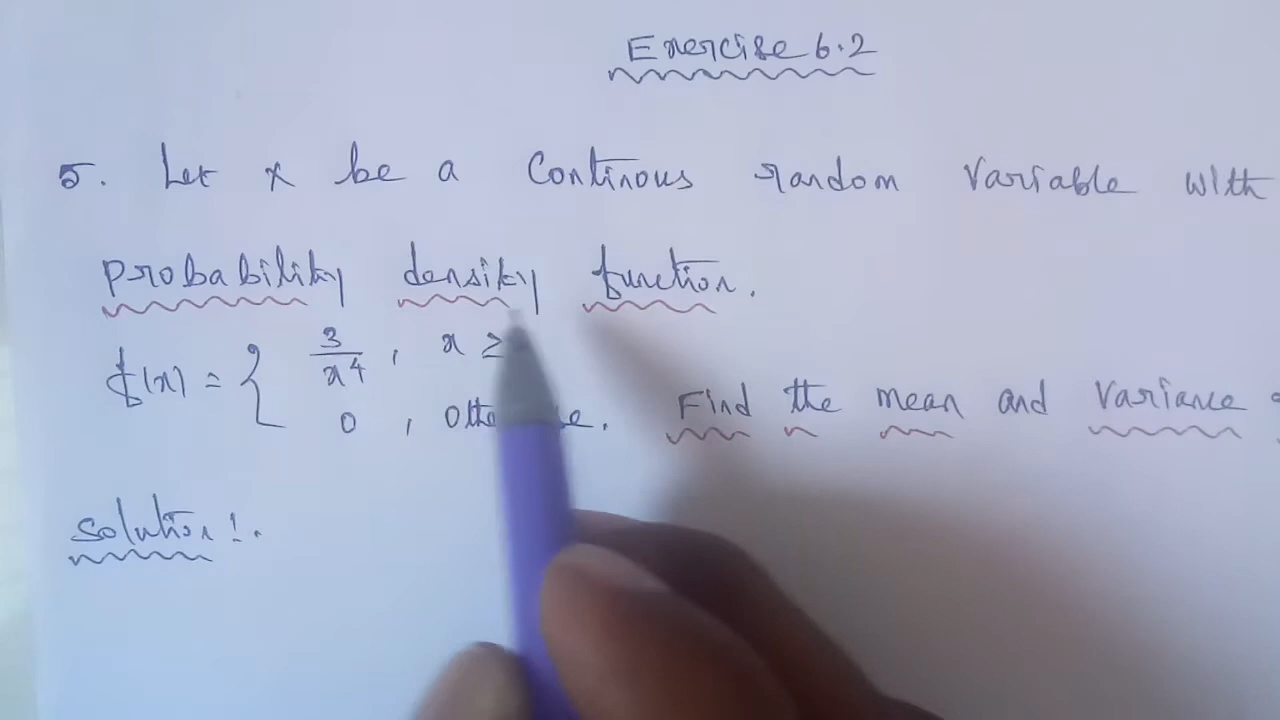 Exercise 6.2
5. Let x be a Continous random Variable with
probability density function.
f(x) = { 3/x⁴ , x ≥
0 , Find the mean and Variance
Solution:.